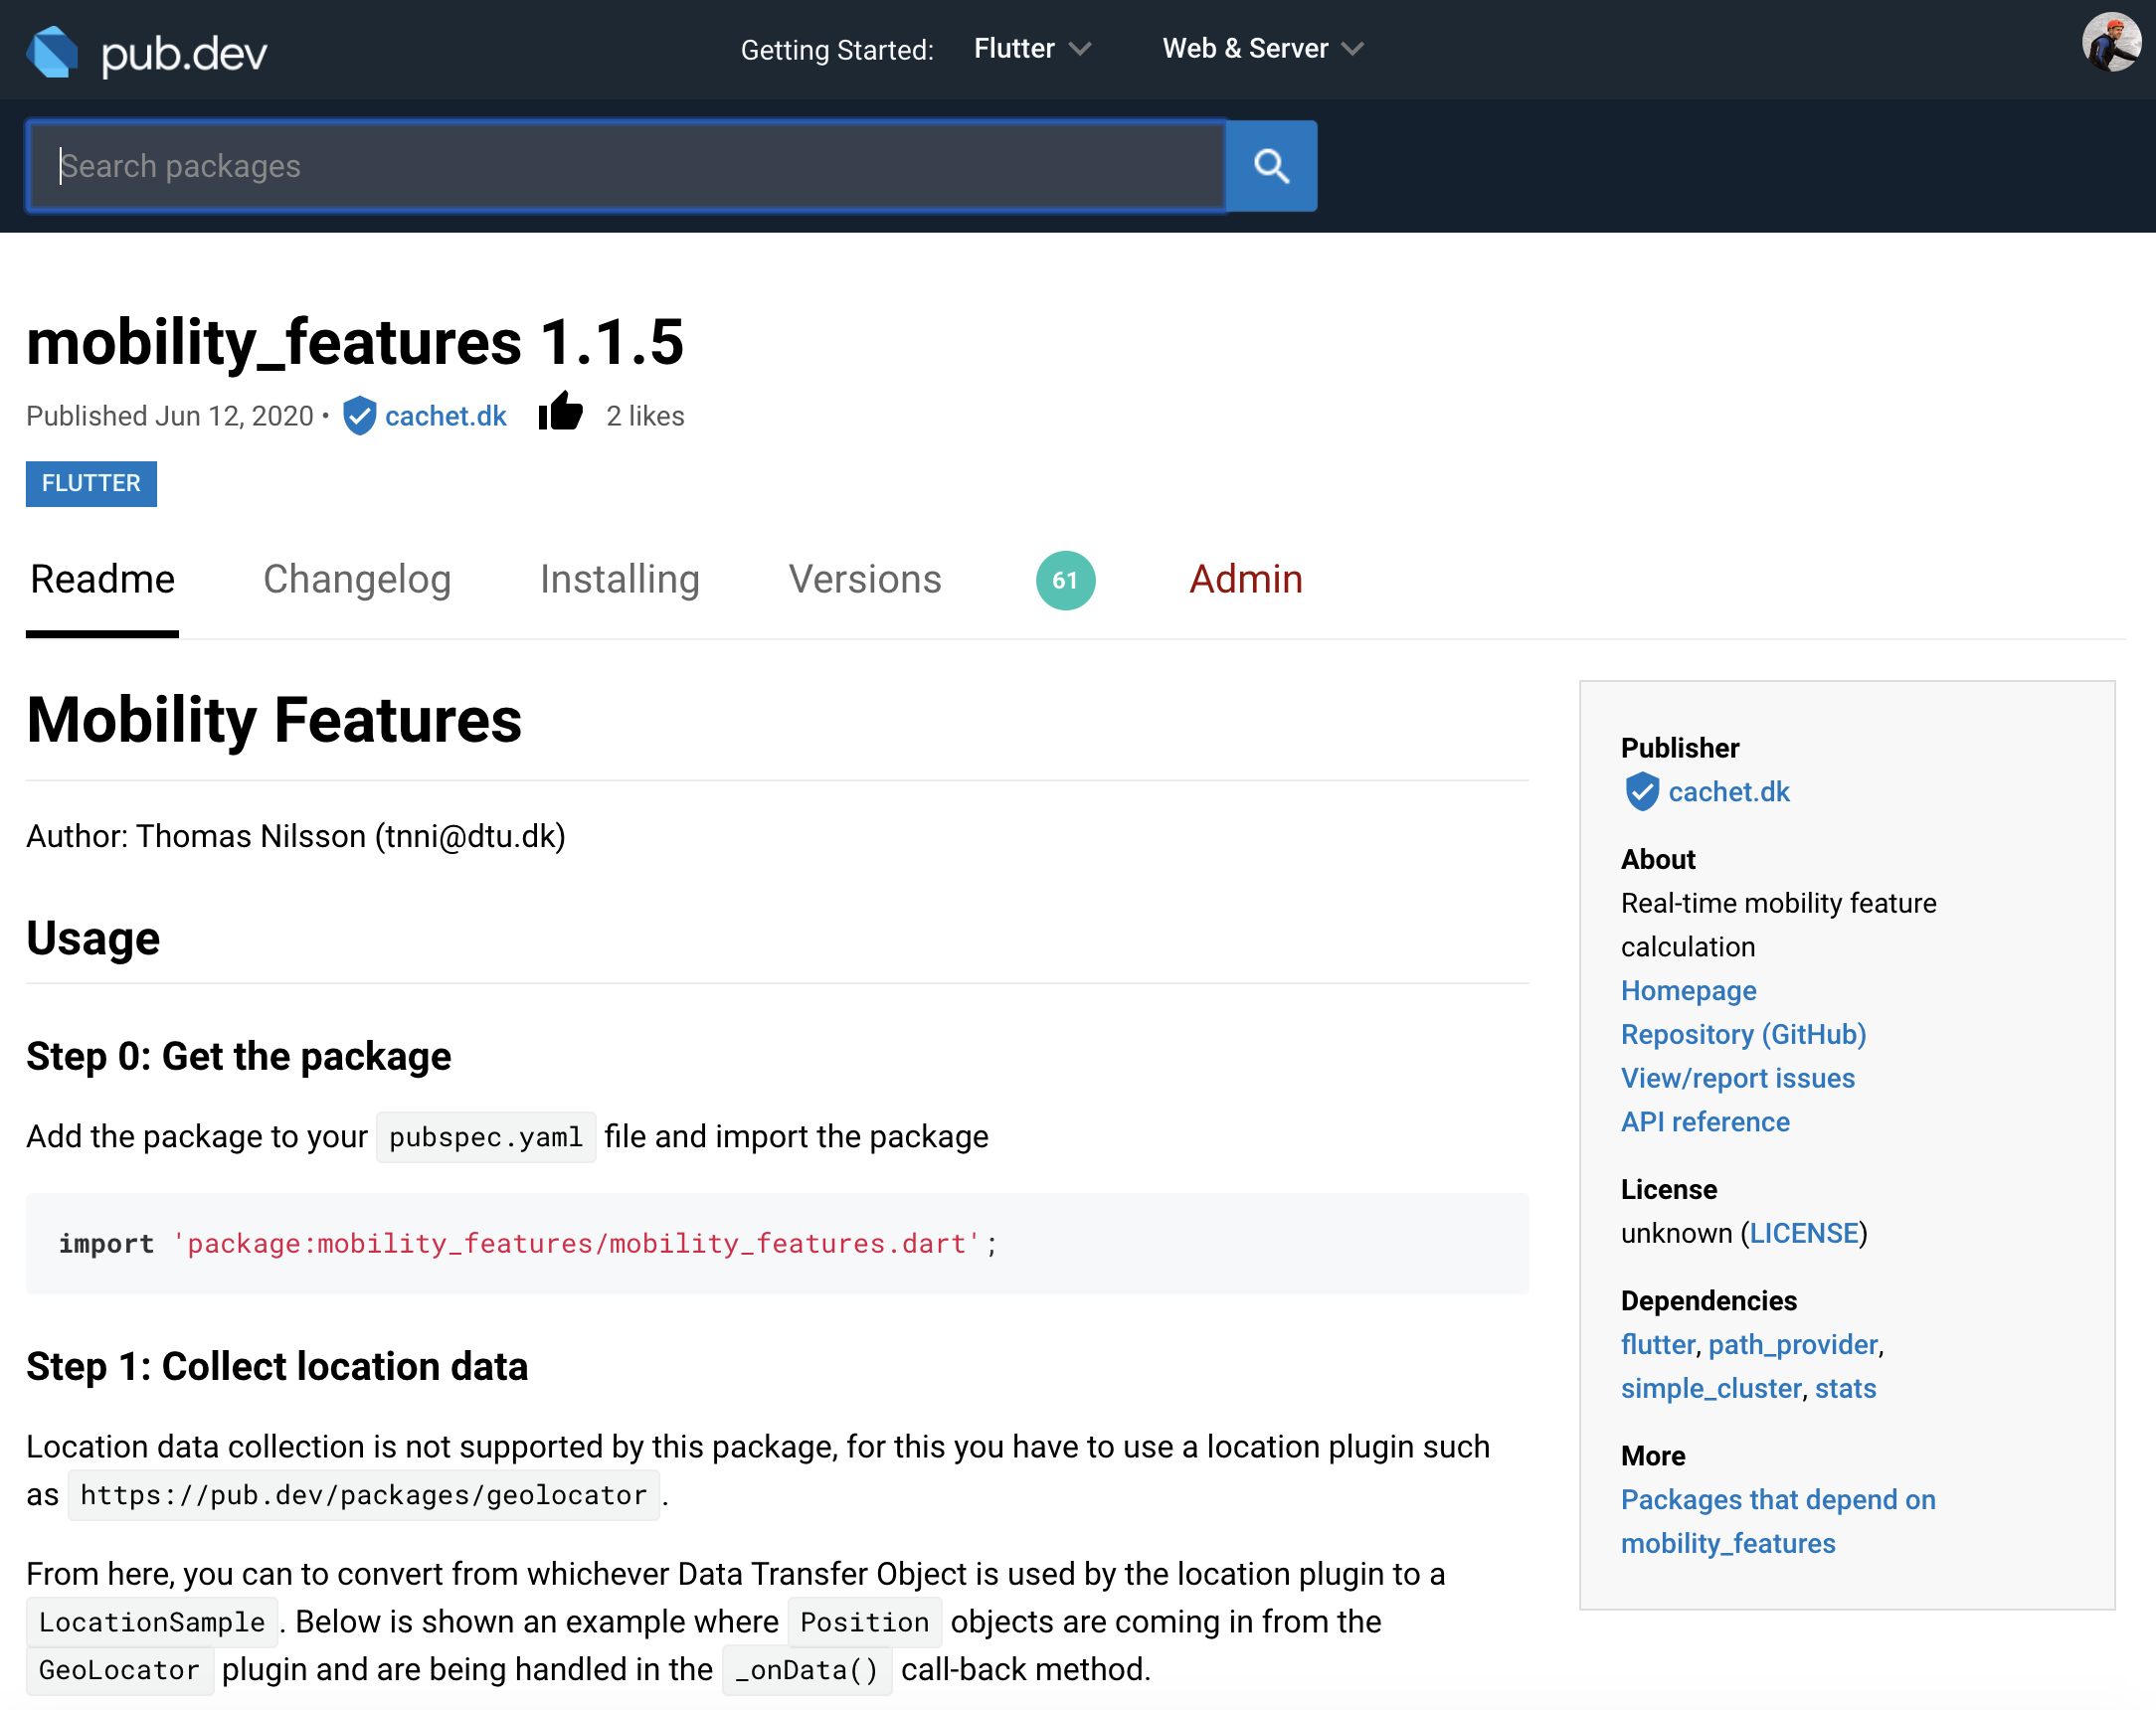 pub.dev
Getting Started: Flutter Web & Server
Search packages
mobility_features 1.1.5
Published Jun 12, 2020 • cachet.dk 2 likes
FLUTTER
Readme Changelog Installing Versions 61 Admin
Mobility Features
Author: Thomas Nilsson (tnni@dtu.dk)
Usage
Step 0: Get the package
Add the package to your pubspec.yaml file and import the package
import 'package:mobility_features/mobility_features.dart';
Step 1: Collect location data
Location data collection is not supported by this package, for this you have to use a location plugin such
as https://pub.dev/packages/geolocator.
From here, you can to convert from whichever Data Transfer Object is used by the location plugin to a
LocationSample. Below is shown an example where Position objects are coming in from the
GeoLocator plugin and are being handled in the _onData() call-back method.
Publisher
cachet.dk
About
Real-time mobility feature
calculation
Homepage
Repository (GitHub)
View/report issues
API reference
License
unknown (LICENSE)
Dependencies
flutter, path_provider,
simple_cluster, stats
More
Packages that depend on
mobility_features